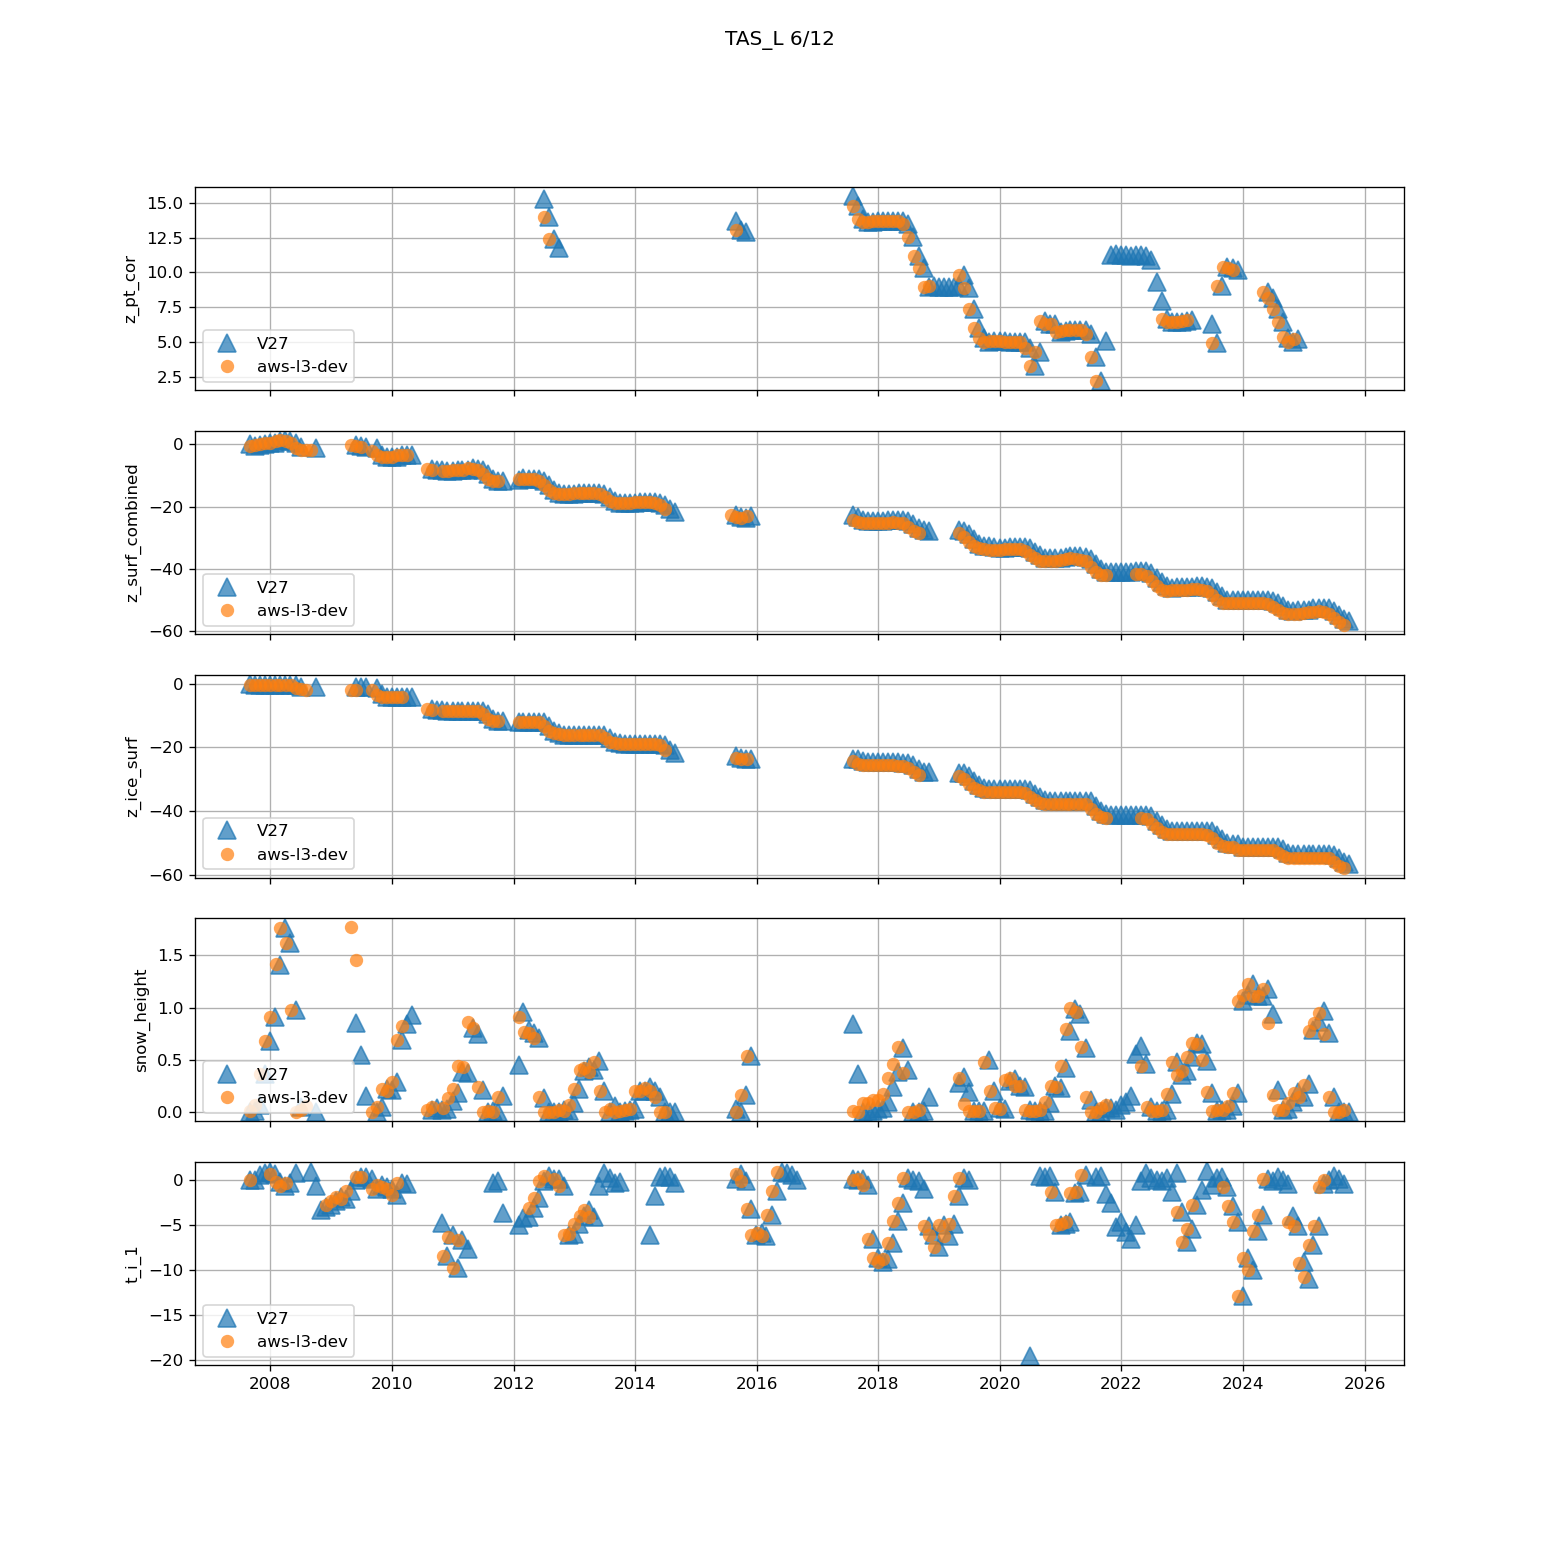 TAS_L 6/12
z_pt_cor
15.0
12.5
10.0
7.5
5.0
2.5
V27
aws-l3-dev
z_surf_combined
0
−20
−40
−60
V27
aws-l3-dev
z_ice_surf
0
−20
−40
−60
V27
aws-l3-dev
snow_height
1.5
1.0
0.5
0.0
V27
aws-l3-dev
t_i_1
0
−5
−10
−15
−20
V27
aws-l3-dev
2008 2010 2012 2014 2016 2018 2020 2022 2024 2026